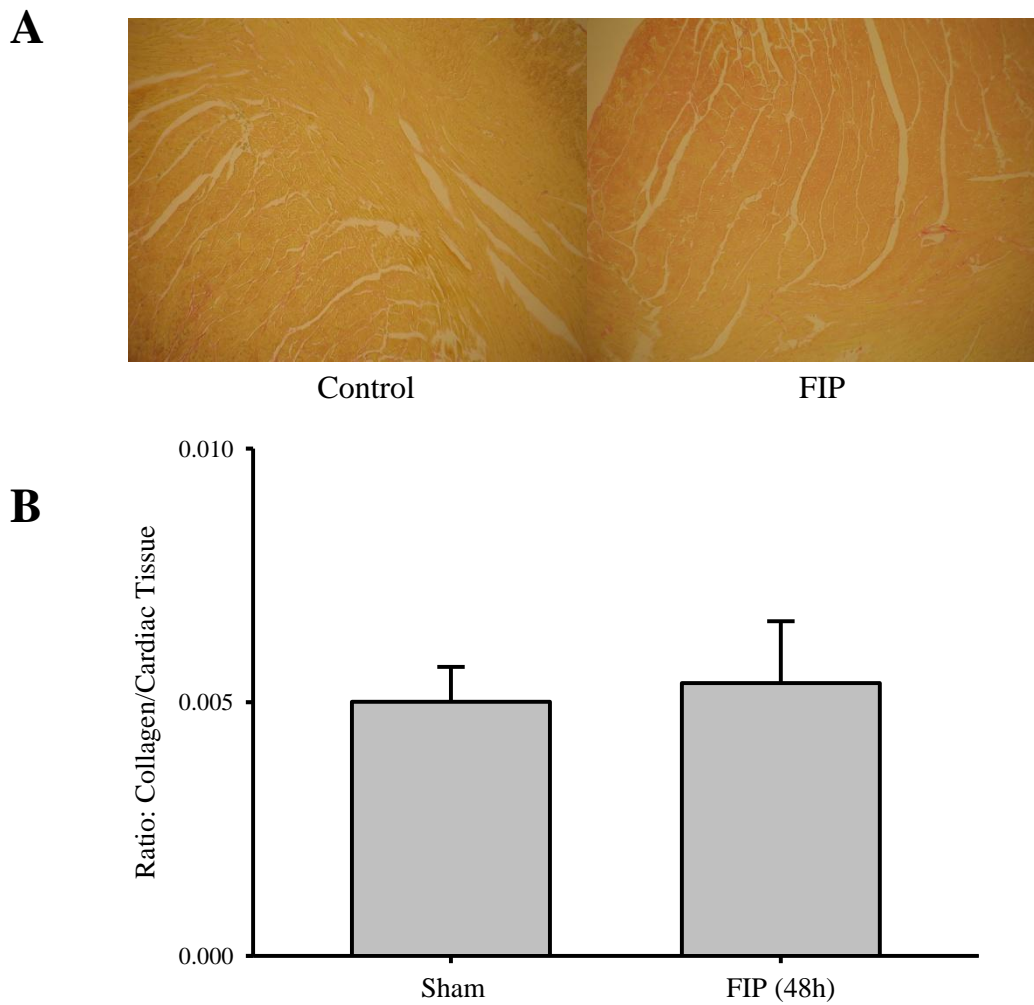 A
Control FIP
B
0.010
0.005
0.000
Ratio: Collagen/Cardiac Tissue
Sham FIP (48h)